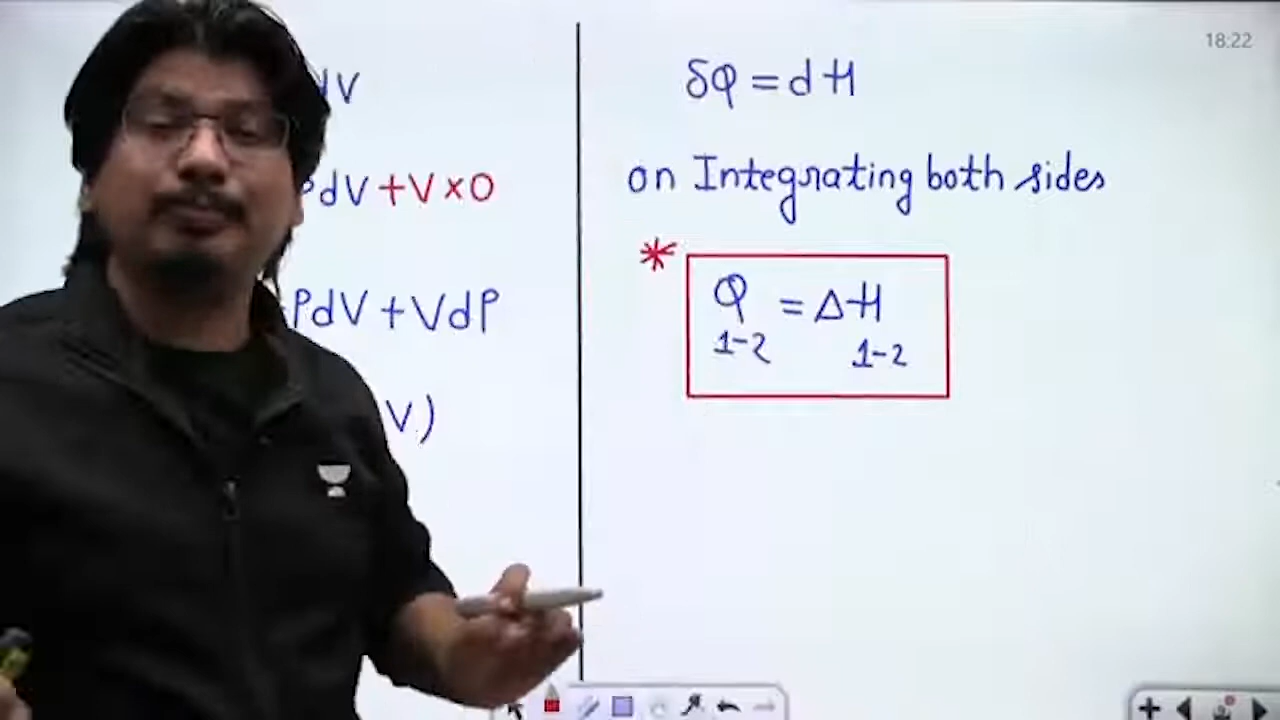 18:22
dV
PdV + V × 0
PdV + VdP
V)
δQ = dH
on Integrating both sides
* Q = ΔH
1-2 1-2